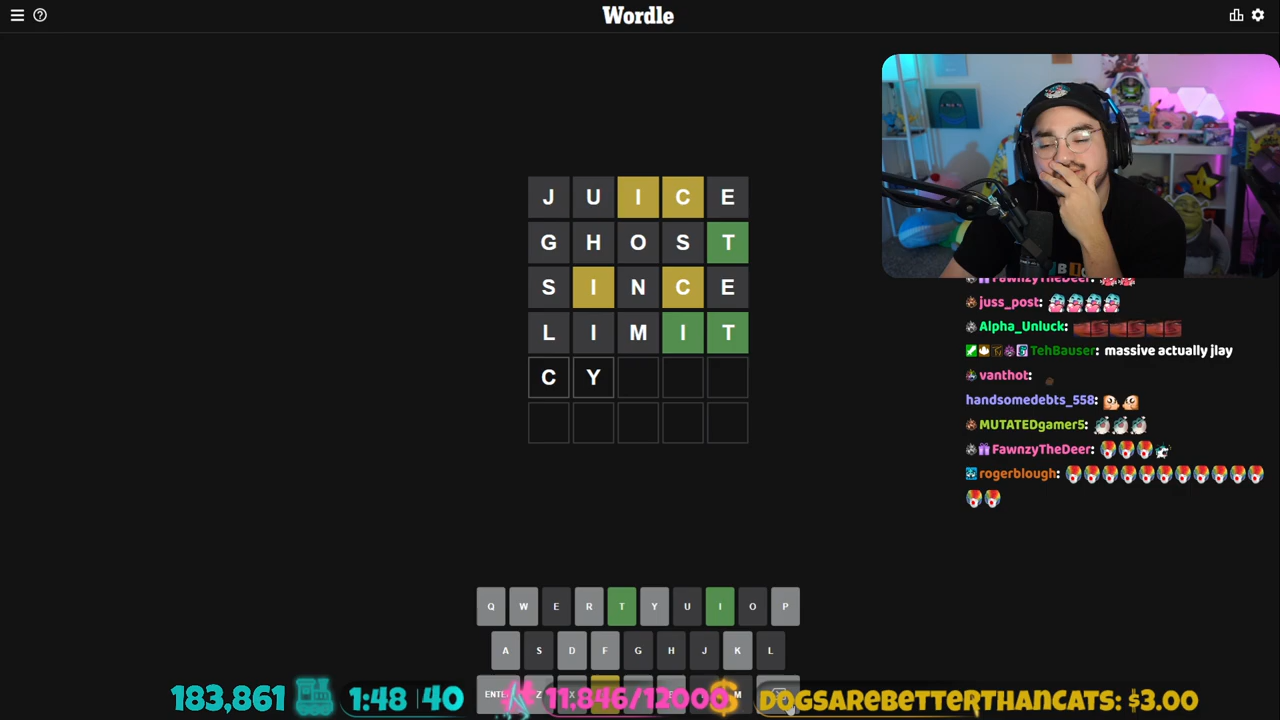 Wordle
J U I C E
G H O S T
S I N C E
L I M I T
C Y
FawnzyTheDeer:
juss_post:
Alpha_Unluck:
TehBauser: massive actually jlay
vanthot:
handsomedebts_558:
MUTATEDgamer5:
FawnzyTheDeer:
rogerblough:
Q W E R T Y U I O P
A S D F G H J K L
M
183,861 1:48 | 40 11,846/12000 DOGSAREBETTERTHANCATS: $3.00